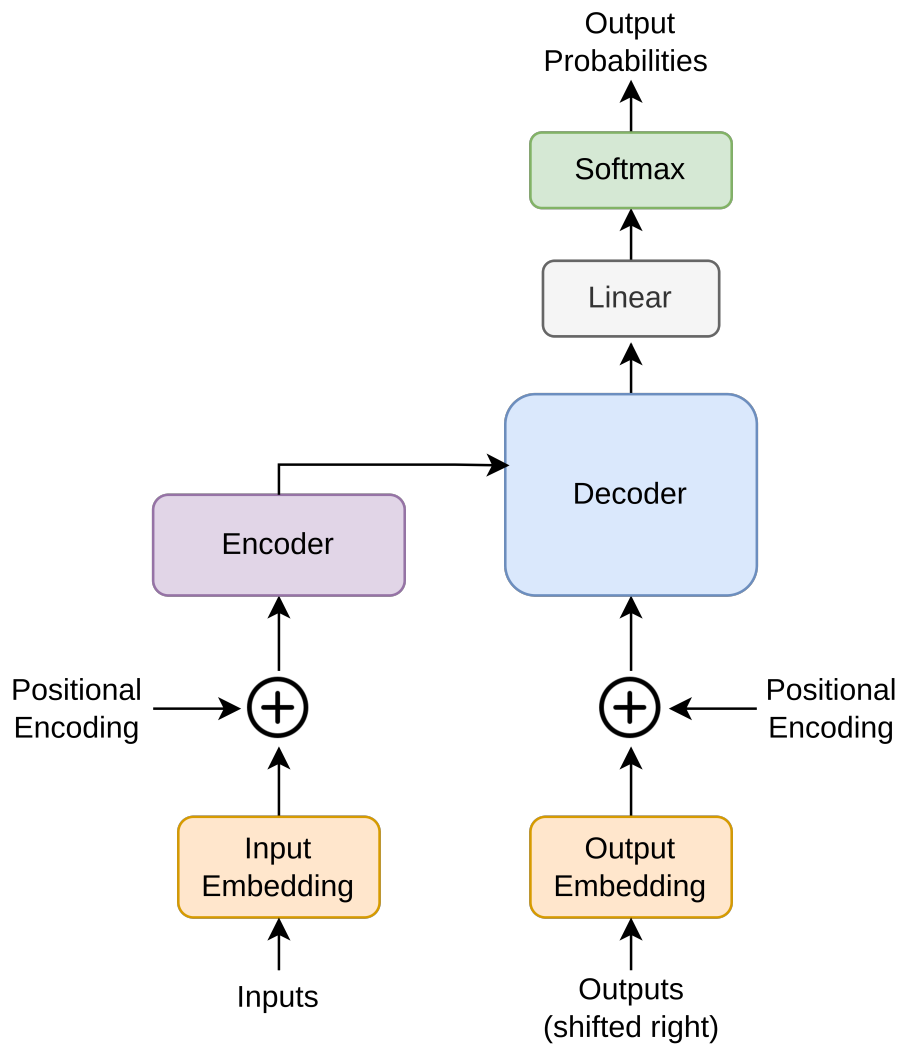 Output
Probabilities
Softmax
Linear
Decoder
Encoder
Positional
Encoding
Positional
Encoding
Input
Embedding
Output
Embedding
Inputs
Outputs
(shifted right)